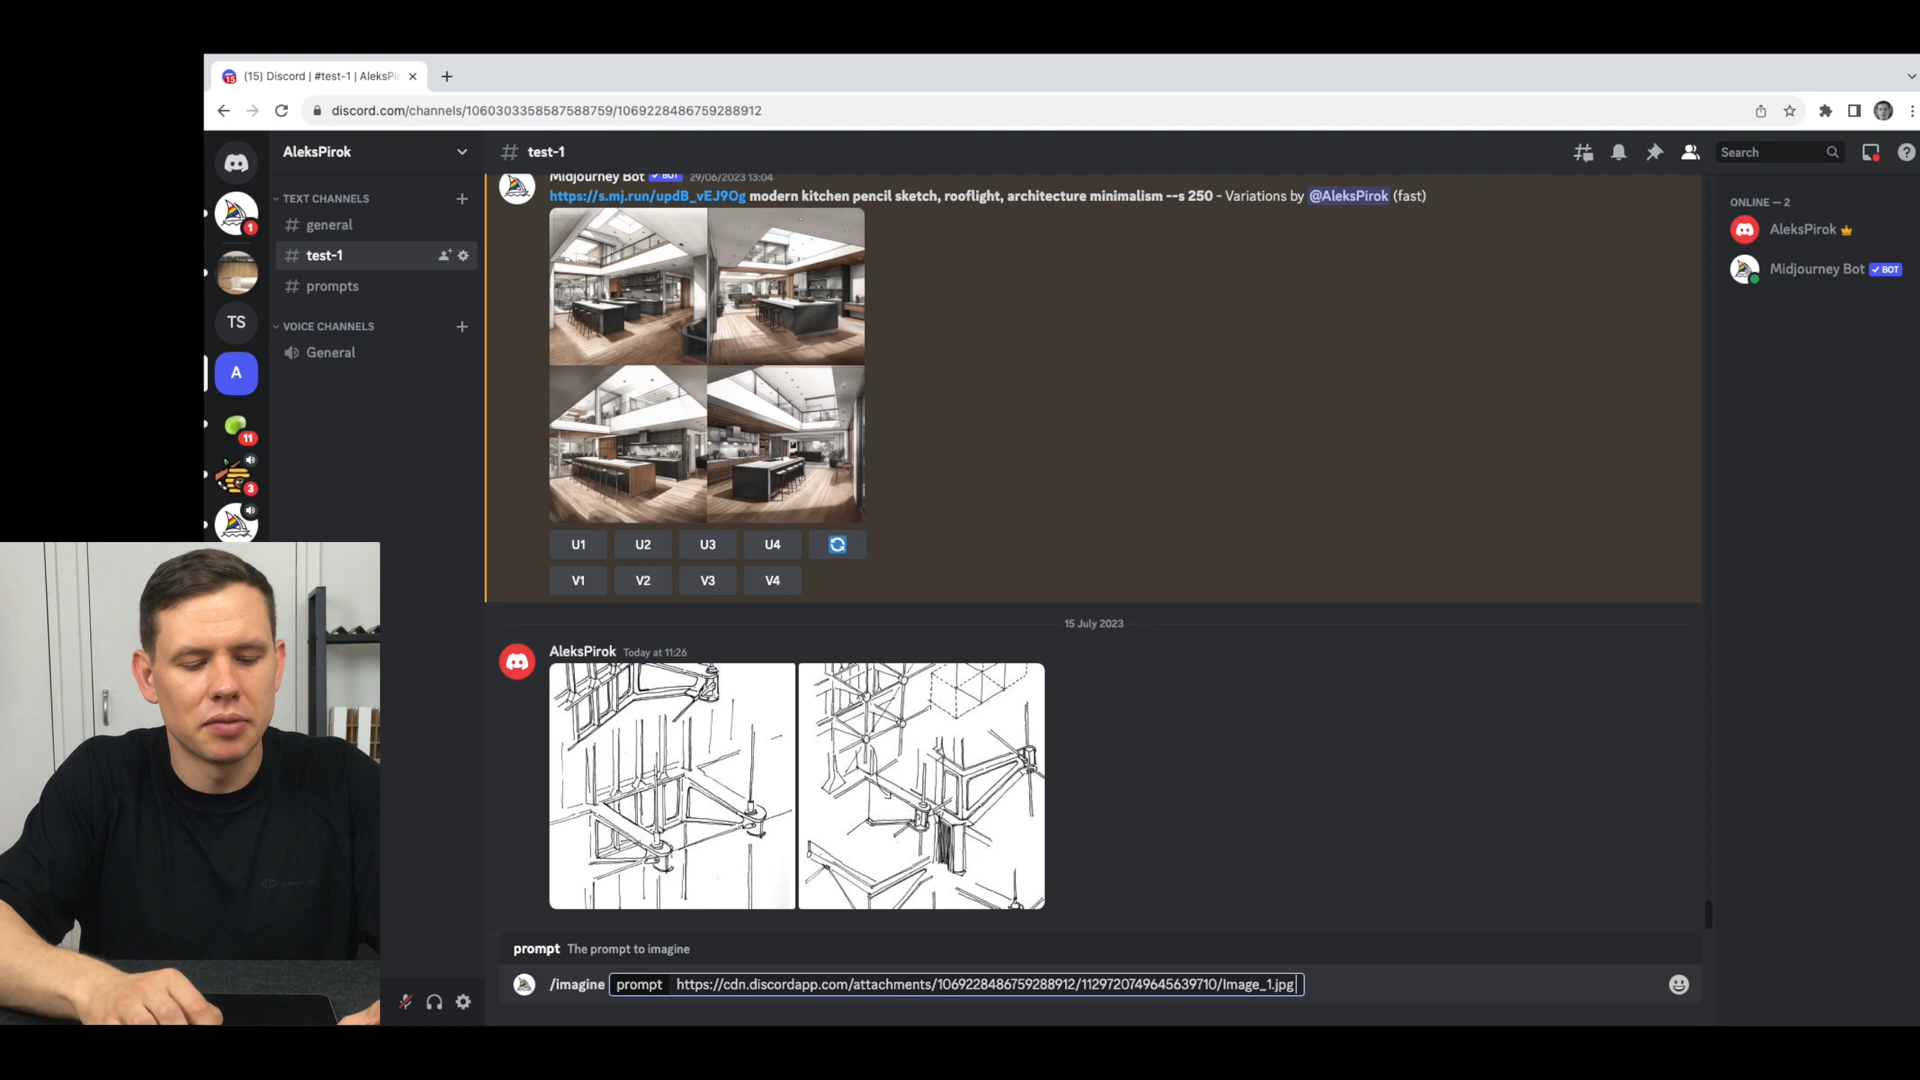 (15) Discord | #test-1 | AleksPi
discord.com/channels/1060303358587588759/1069228486759288912
AleksPirok
# test-1
Search
TEXT CHANNELS
# general
# test-1
# prompts
VOICE CHANNELS
General
1
TS
A
11
3
Midjourney Bot ✓ BOT 29/06/2023 13:04
https://s.mj.run/updB_vEJ9Og modern kitchen pencil sketch, rooflight, architecture minimalism --s 250 - Variations by @AleksPirok (fast)
U1 U2 U3 U4
V1 V2 V3 V4
15 July 2023
AleksPirok Today at 11:26
prompt The prompt to imagine
/imagine prompt https://cdn.discordapp.com/attachments/1069228486759288912/1129720749645639710/Image_1.jpg
ONLINE — 2
AleksPirok
Midjourney Bot ✓ BOT